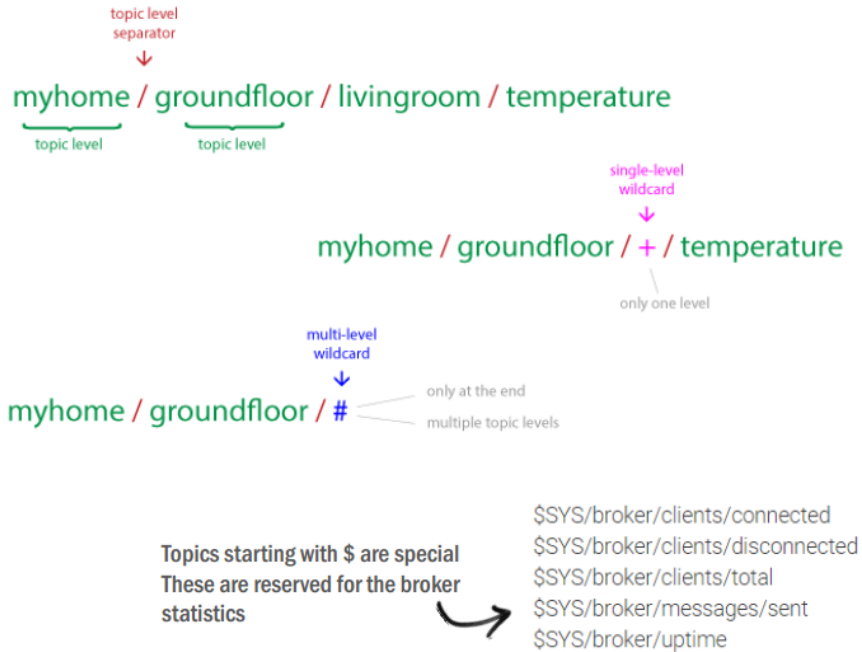 topic level
separator
myhome / groundfloor / livingroom / temperature
topic level
topic level
single-level
wildcard
myhome / groundfloor / + / temperature
only one level
multi-level
wildcard
myhome / groundfloor / #
only at the end
multiple topic levels
Topics starting with $ are special
These are reserved for the broker
statistics
$SYS/broker/clients/connected
$SYS/broker/clients/disconnected
$SYS/broker/clients/total
$SYS/broker/messages/sent
$SYS/broker/uptime